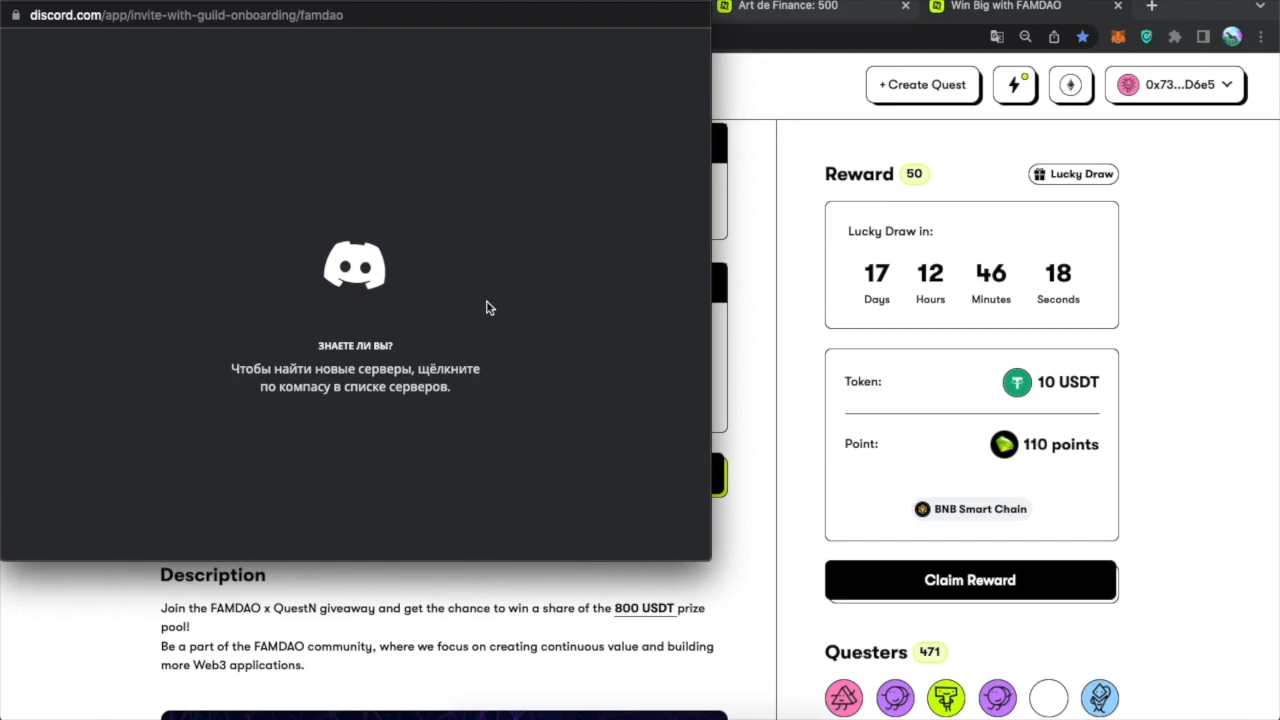 discord.com/app/invite-with-guild-onboarding/famdao
Art de Finance: 500
Win Big with FAMDAO
+ Create Quest
0x73...D6e5
ЗНАЕТЕ ЛИ ВЫ?
Чтобы найти новые серверы, щёлкните
по компасу в списке серверов.
Reward 50
Lucky Draw
Lucky Draw in:
17 12 46 18
Days Hours Minutes Seconds
Token: 10 USDT
Point: 110 points
BNB Smart Chain
Claim Reward
Description
Join the FAMDAO x QuestN giveaway and get the chance to win a share of the 800 USDT prize
pool!
Be a part of the FAMDAO community, where we focus on creating continuous value and building
more Web3 applications.
Questers 471